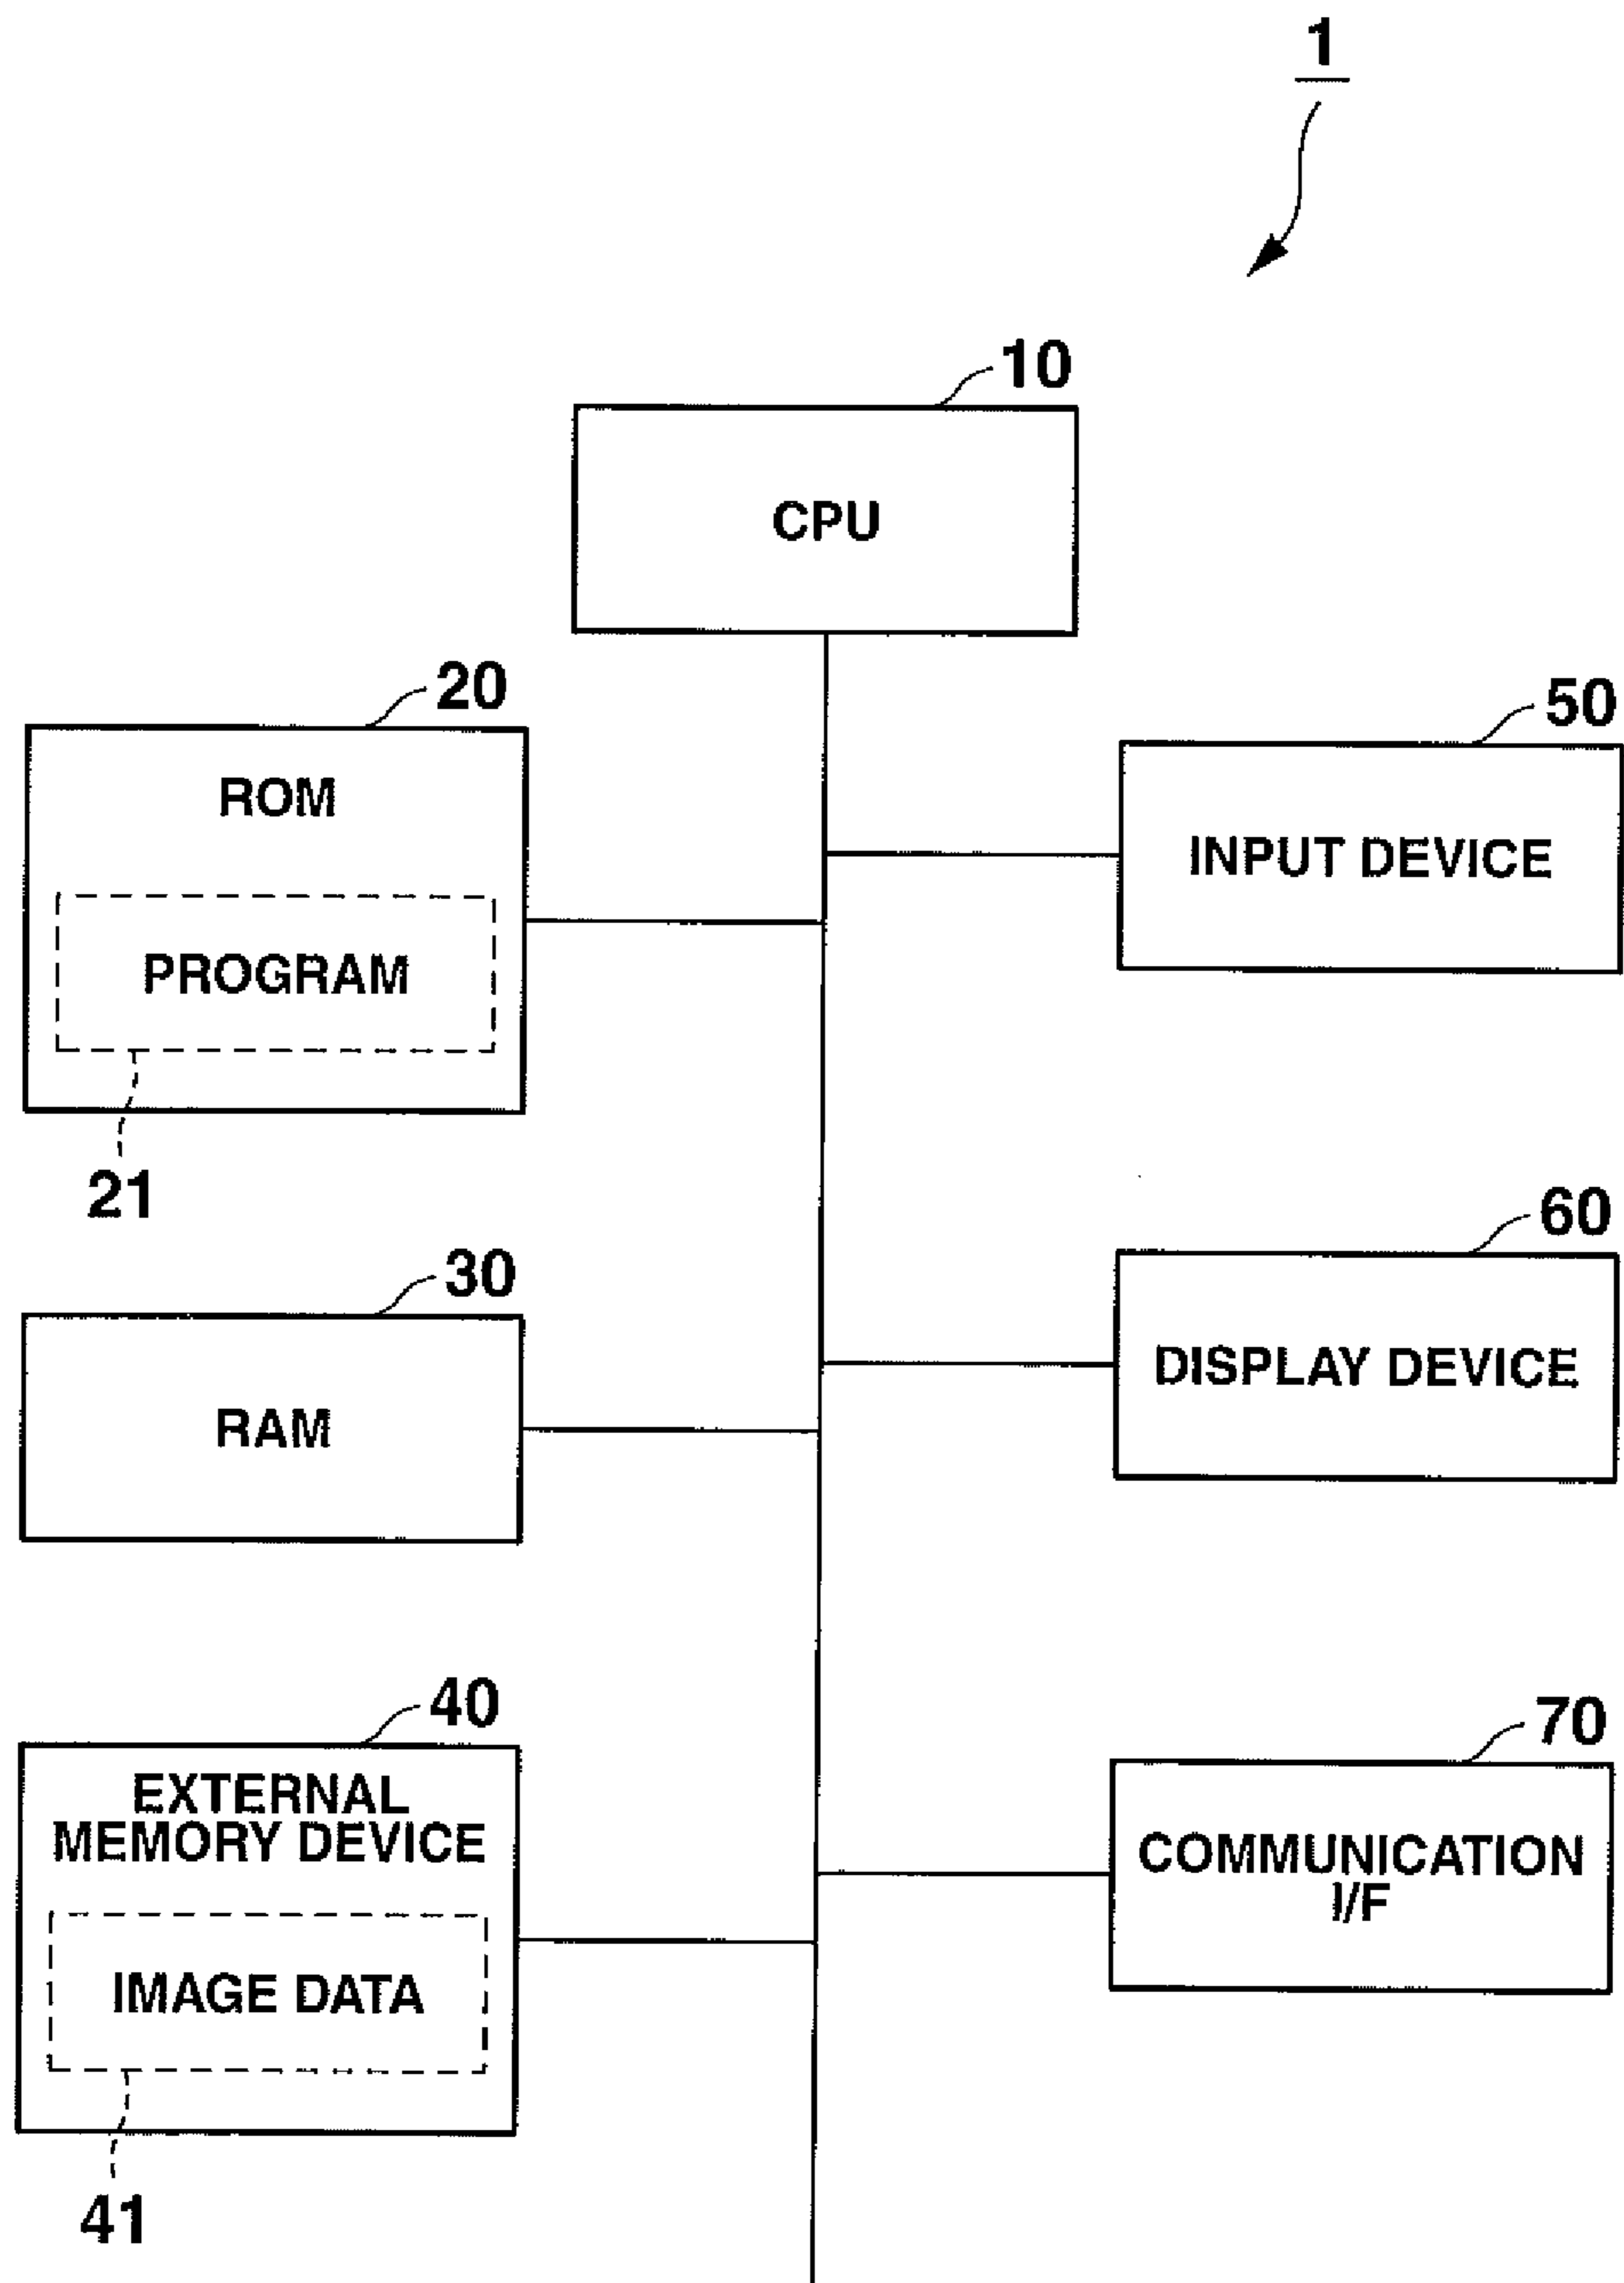 1
10
CPU
20
ROM
PROGRAM
21
50
INPUT DEVICE
30
RAM
60
DISPLAY DEVICE
40
EXTERNAL
MEMORY DEVICE
IMAGE DATA
41
70
COMMUNICATION
I/F